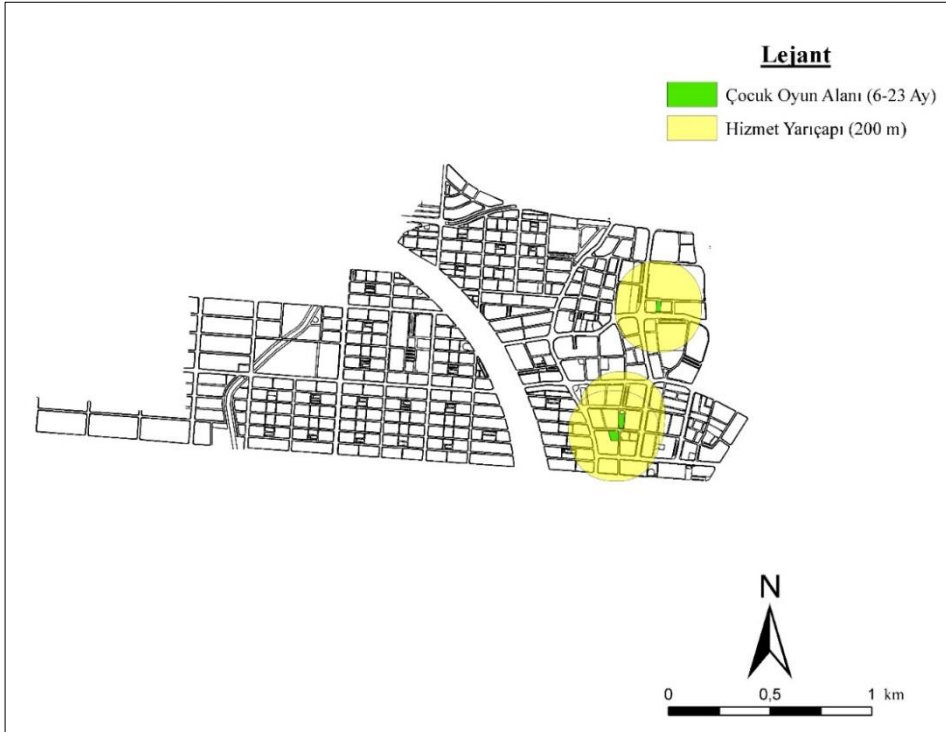 Lejant
Çocuk Oyun Alanı (6-23 Ay)
Hizmet Yarıçapı (200 m)
N
0 0,5 1 km